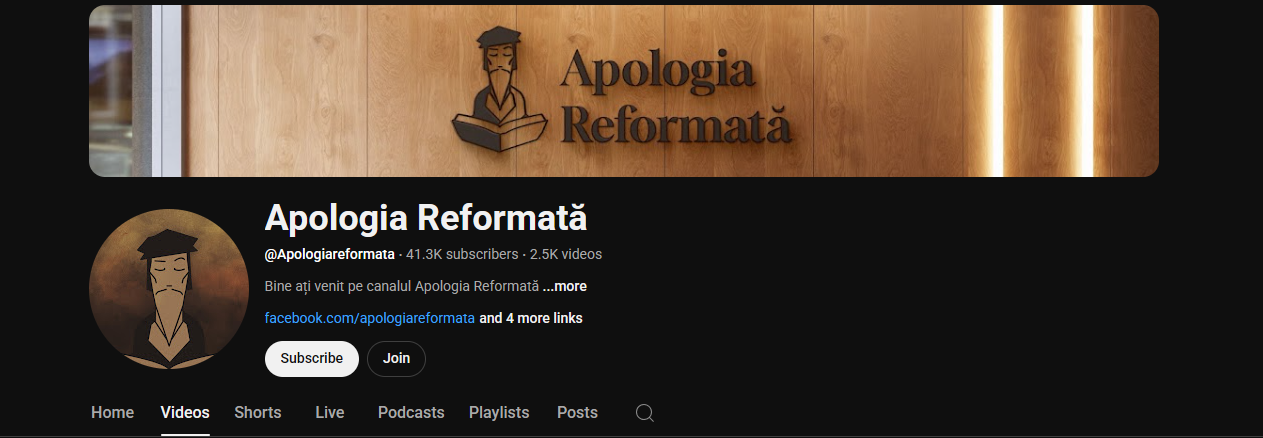 Apologia
Reformată
Apologia Reformată
@Apologiareformata · 41.3K subscribers · 2.5K videos
Bine ați venit pe canalul Apologia Reformată ...more
facebook.com/apologiareformata and 4 more links
Subscribe Join
Home Videos Shorts Live Podcasts Playlists Posts